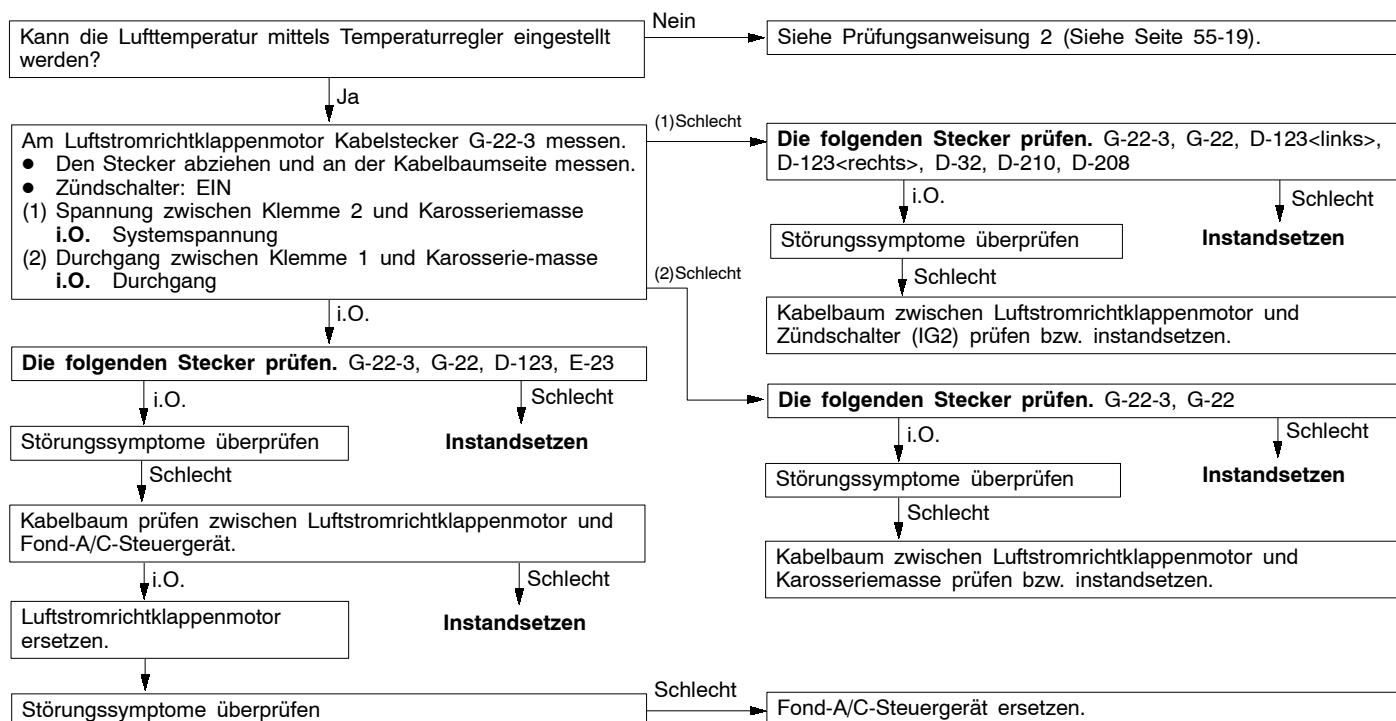 Kann die Lufttemperatur mittels Temperaturregler eingestellt
werden?
Nein
Siehe Prüfungsanweisung 2 (Siehe Seite 55-19).
Ja
Am Luftstromrichtklappenmotor Kabelstecker G-22-3 messen.
● Den Stecker abziehen und an der Kabelbaumseite messen.
● Zündschalter: EIN
(1) Spannung zwischen Klemme 2 und Karosseriemasse
i.O. Systemspannung
(2) Durchgang zwischen Klemme 1 und Karosserie-masse
i.O. Durchgang
(1)Schlecht
Die folgenden Stecker prüfen. G-22-3, G-22, D-123<links>,
D-123<rechts>, D-32, D-210, D-208
i.O.
Schlecht
Störungssymptome überprüfen
Instandsetzen
Schlecht
Kabelbaum zwischen Luftstromrichtklappenmotor und
Zündschalter (IG2) prüfen bzw. instandsetzen.
(2)Schlecht
Die folgenden Stecker prüfen. G-22-3, G-22
i.O.
Schlecht
Störungssymptome überprüfen
Instandsetzen
Schlecht
Kabelbaum zwischen Luftstromrichtklappenmotor und
Karosseriemasse prüfen bzw. instandsetzen.
i.O.
Die folgenden Stecker prüfen. G-22-3, G-22, D-123, E-23
i.O.
Schlecht
Störungssymptome überprüfen
Instandsetzen
Schlecht
Kabelbaum prüfen zwischen Luftstromrichtklappenmotor und
Fond-A/C-Steuergerät.
i.O.
Schlecht
Luftstromrichtklappenmotor
ersetzen.
Instandsetzen
Störungssymptome überprüfen
Schlecht
Fond-A/C-Steuergerät ersetzen.